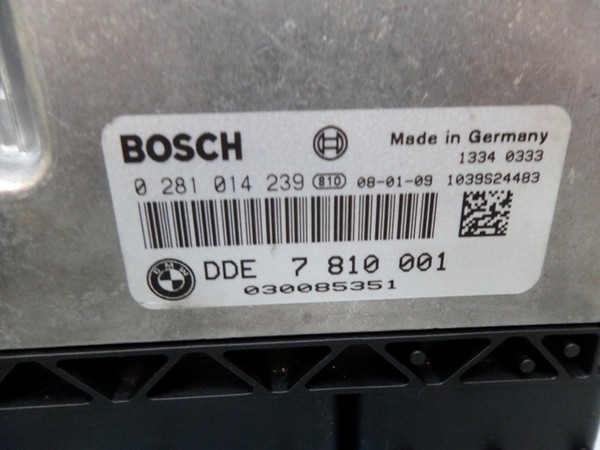 BOSCH
Made in Germany
1334 0333
0 281 014 239 810 08-01-09 1039S24483
BMW
DDE 7 810 001
030085351